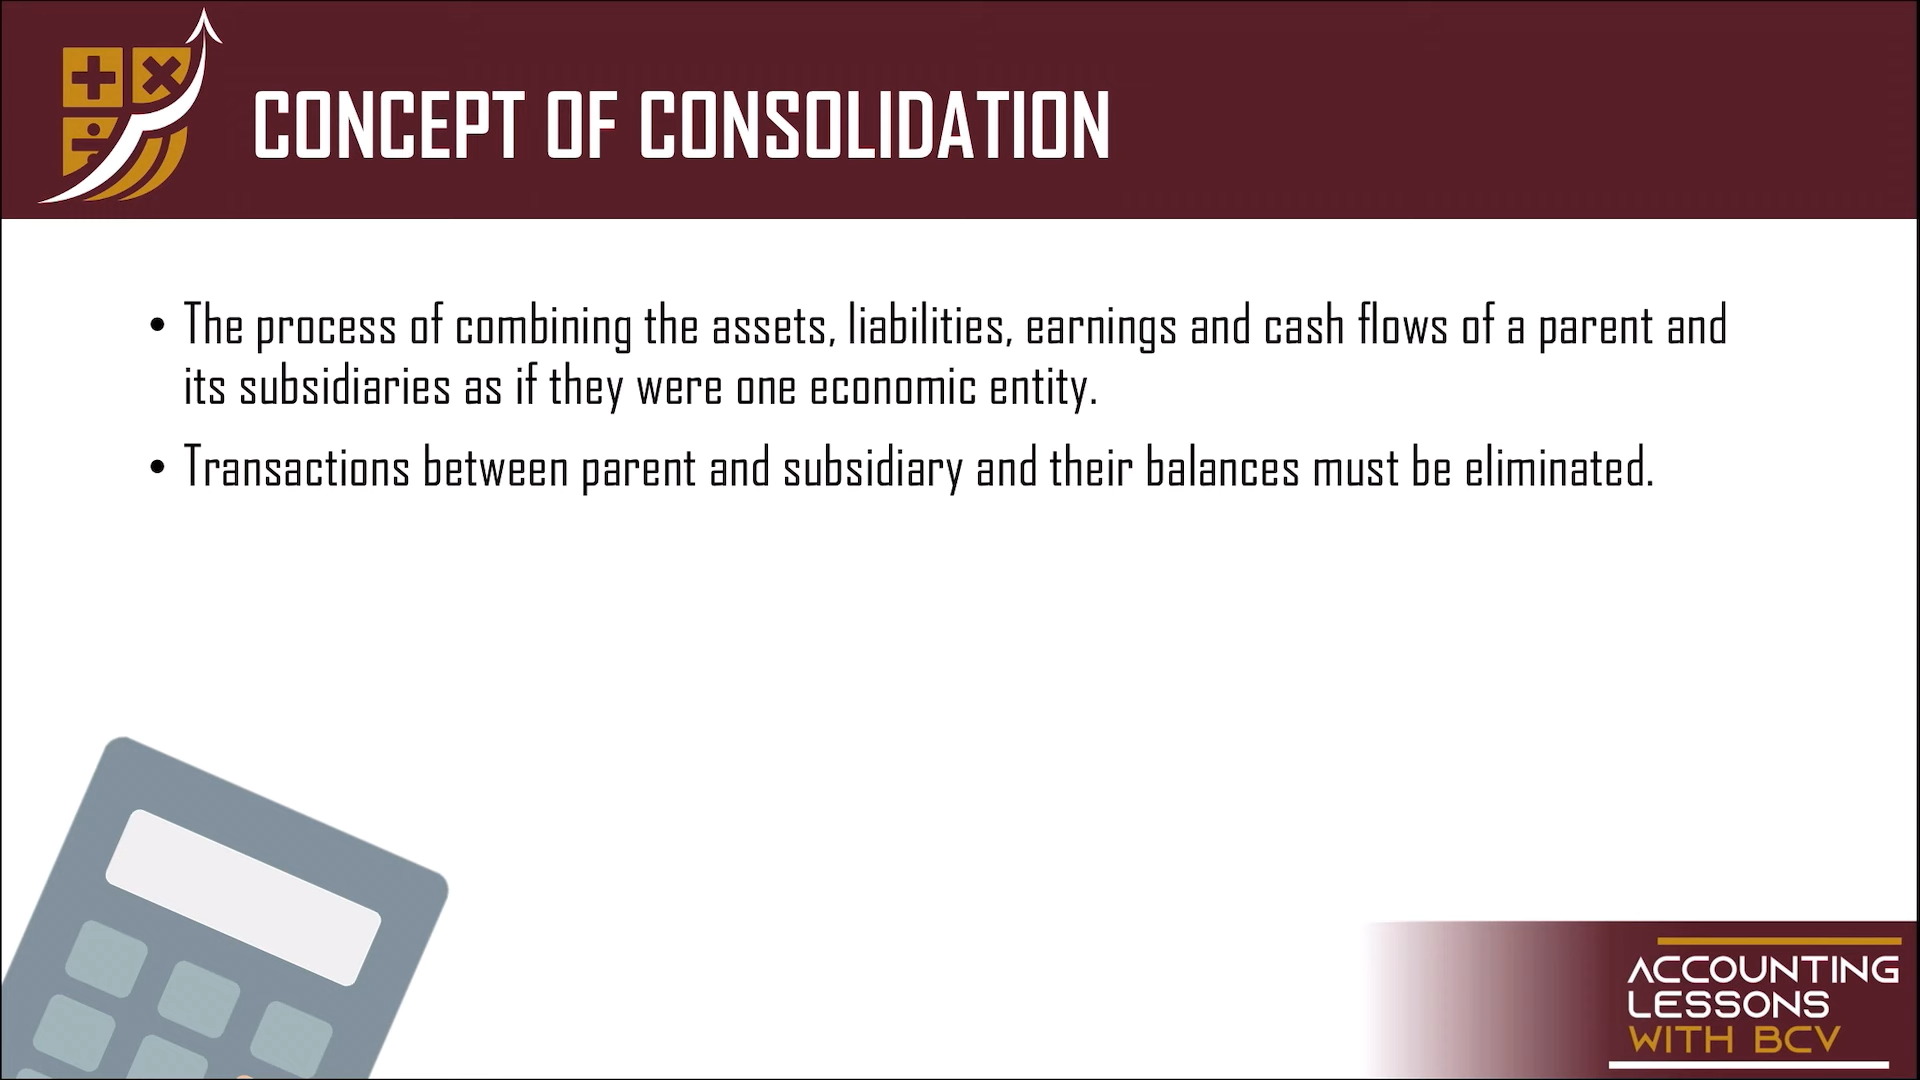 CONCEPT OF CONSOLIDATION
• The process of combining the assets, liabilities, earnings and cash flows of a parent and
its subsidiaries as if they were one economic entity.
• Transactions between parent and subsidiary and their balances must be eliminated.
ACCOUNTING
LESSONS
WITH BCV